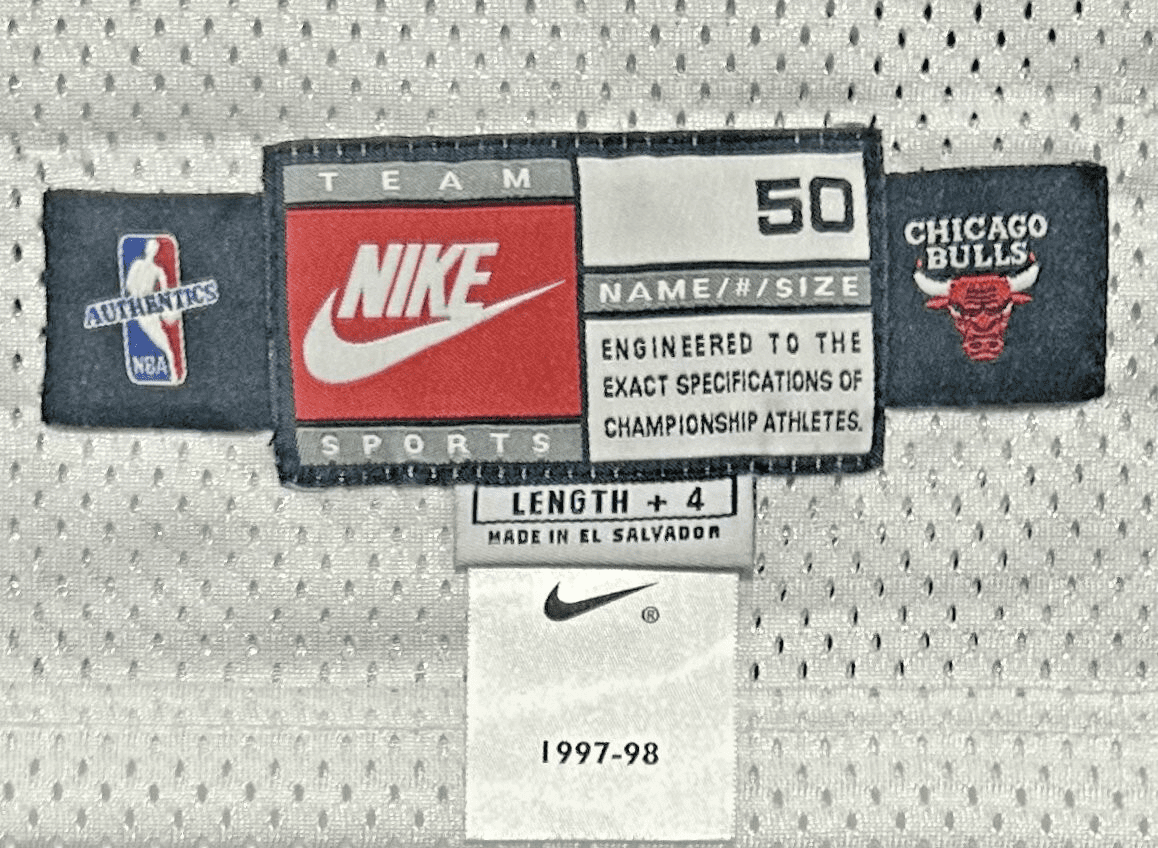 TEAM
NIKE
SPORTS
50
NAME/#/SIZE
ENGINEERED TO THE
EXACT SPECIFICATIONS OF
CHAMPIONSHIP ATHLETES.
AUTHENTICS
NBA
CHICAGO
BULLS
LENGTH + 4
MADE IN EL SALVADOR
®
1997-98